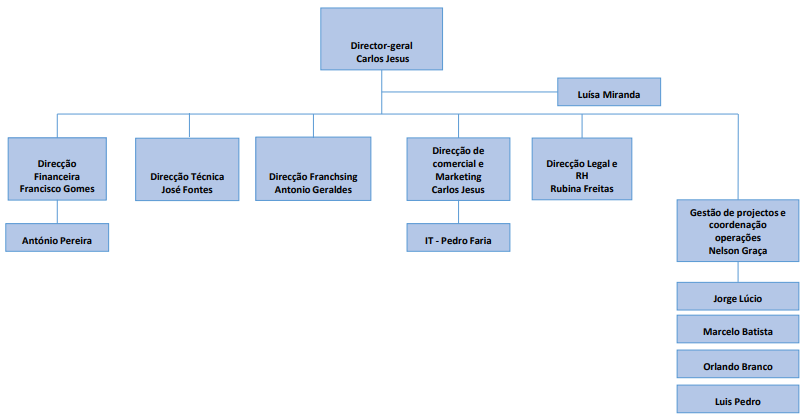 Director-geral
Carlos Jesus
Luísa Miranda
Direcção
Financeira
Francisco Gomes
Direcção Técnica
José Fontes
Direcção Franchsing
Antonio Geraldes
Direcção de
comercial e
Marketing
Carlos Jesus
Direcção Legal e
RH
Rubina Freitas
Gestão de projectos e
coordenação
operações
Nelson Graça
António Pereira
IT - Pedro Faria
Jorge Lúcio
Marcelo Batista
Orlando Branco
Luis Pedro